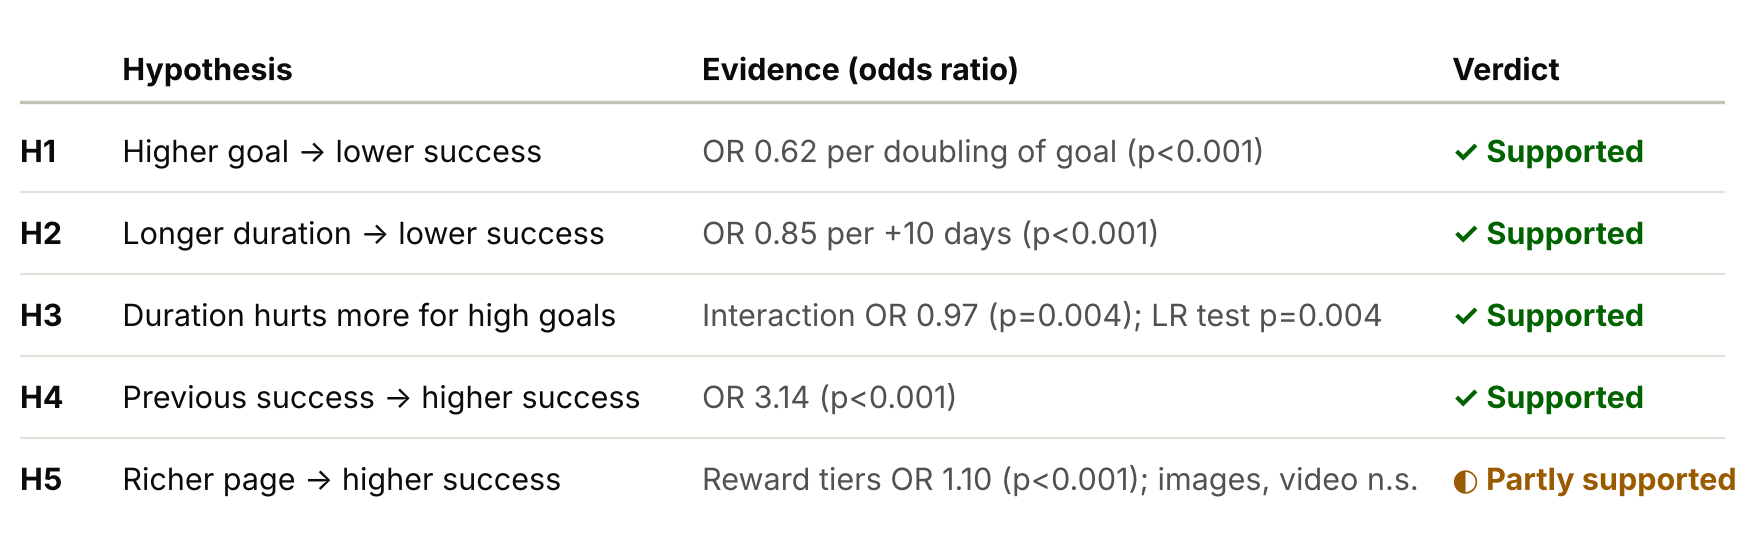 Hypothesis Evidence (odds ratio) Verdict
H1 Higher goal → lower success OR 0.62 per doubling of goal (p<0.001) ✓ Supported
H2 Longer duration → lower success OR 0.85 per +10 days (p<0.001) ✓ Supported
H3 Duration hurts more for high goals Interaction OR 0.97 (p=0.004); LR test p=0.004 ✓ Supported
H4 Previous success → higher success OR 3.14 (p<0.001) ✓ Supported
H5 Richer page → higher success Reward tiers OR 1.10 (p<0.001); images, video n.s. ◐ Partly supported